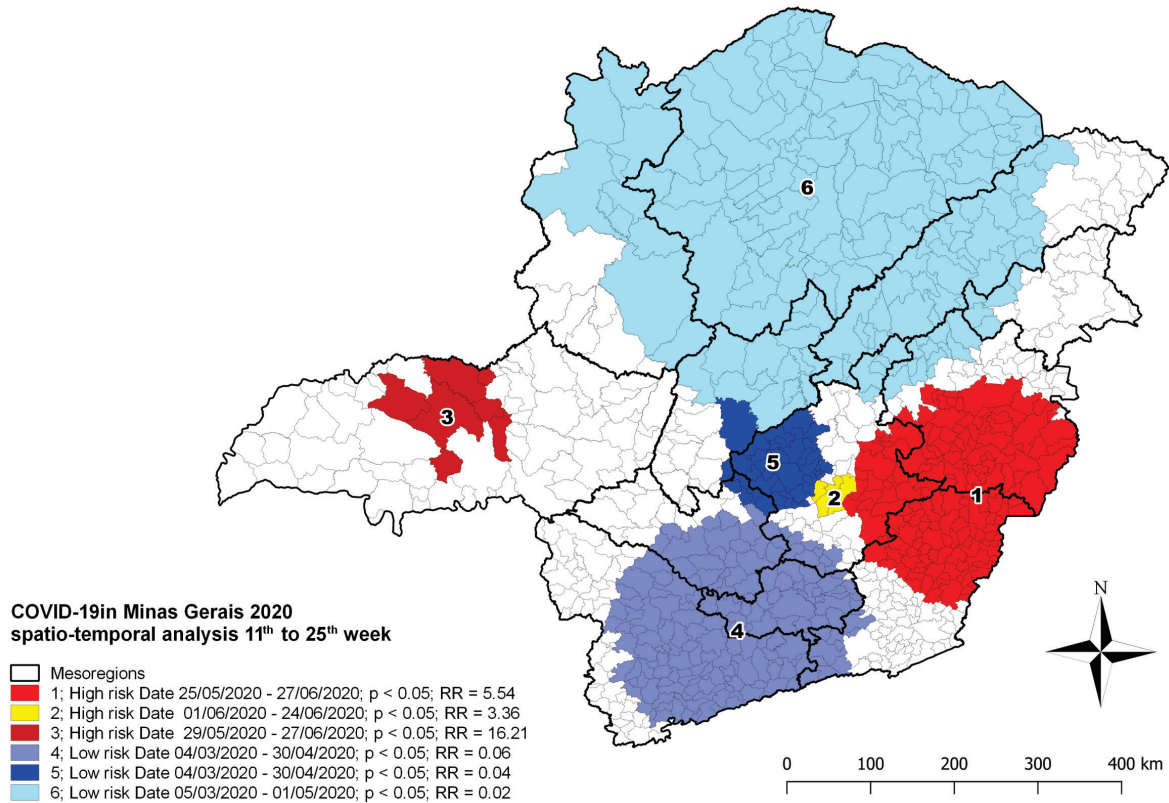 6
3
5
2
1
4
COVID-19in Minas Gerais 2020
spatio-temporal analysis 11th to 25th week
Mesoregions
1; High risk Date 25/05/2020 - 27/06/2020; p < 0.05; RR = 5.54
2; High risk Date 01/06/2020 - 24/06/2020; p < 0.05; RR = 3.36
3; High risk Date 29/05/2020 - 27/06/2020; p < 0.05; RR = 16.21
4; Low risk Date 04/03/2020 - 30/04/2020; p < 0.05; RR = 0.06
5; Low risk Date 04/03/2020 - 30/04/2020; p < 0.05; RR = 0.04
6; Low risk Date 05/03/2020 - 01/05/2020; p < 0.05; RR = 0.02
N
0 100 200 300 400 km